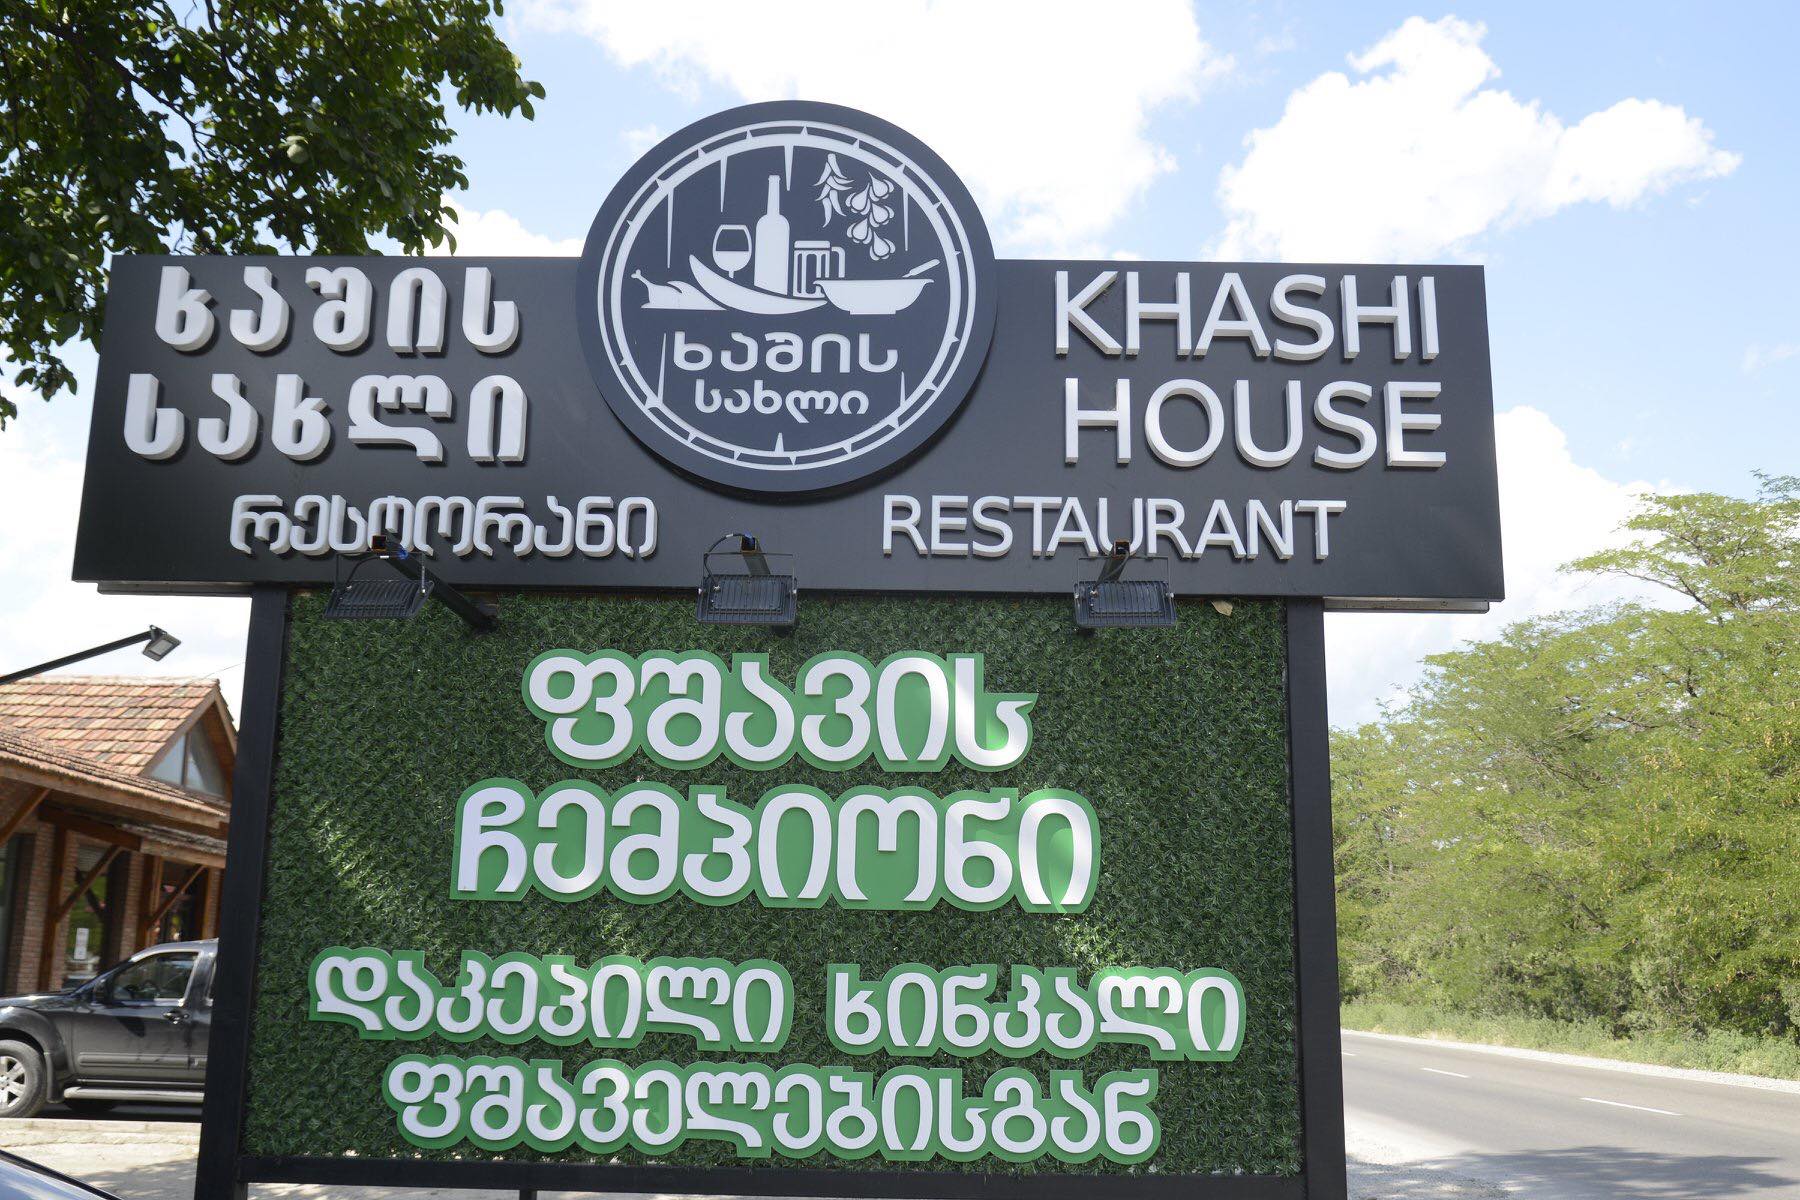 ხაშის
სახლი
რესტორანი
ხაშის
სახლი
KHASHI
HOUSE
RESTAURANT
ფშავის
ჩემპიონი
დაკეპილი ხინკალი
ფშაველებისგან